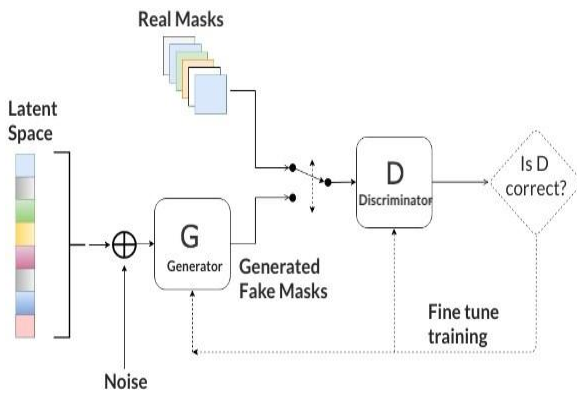 Real Masks
Latent
Space
G
Generator
Generated
Fake Masks
Noise
D
Discriminator
Is D
correct?
Fine tune
training